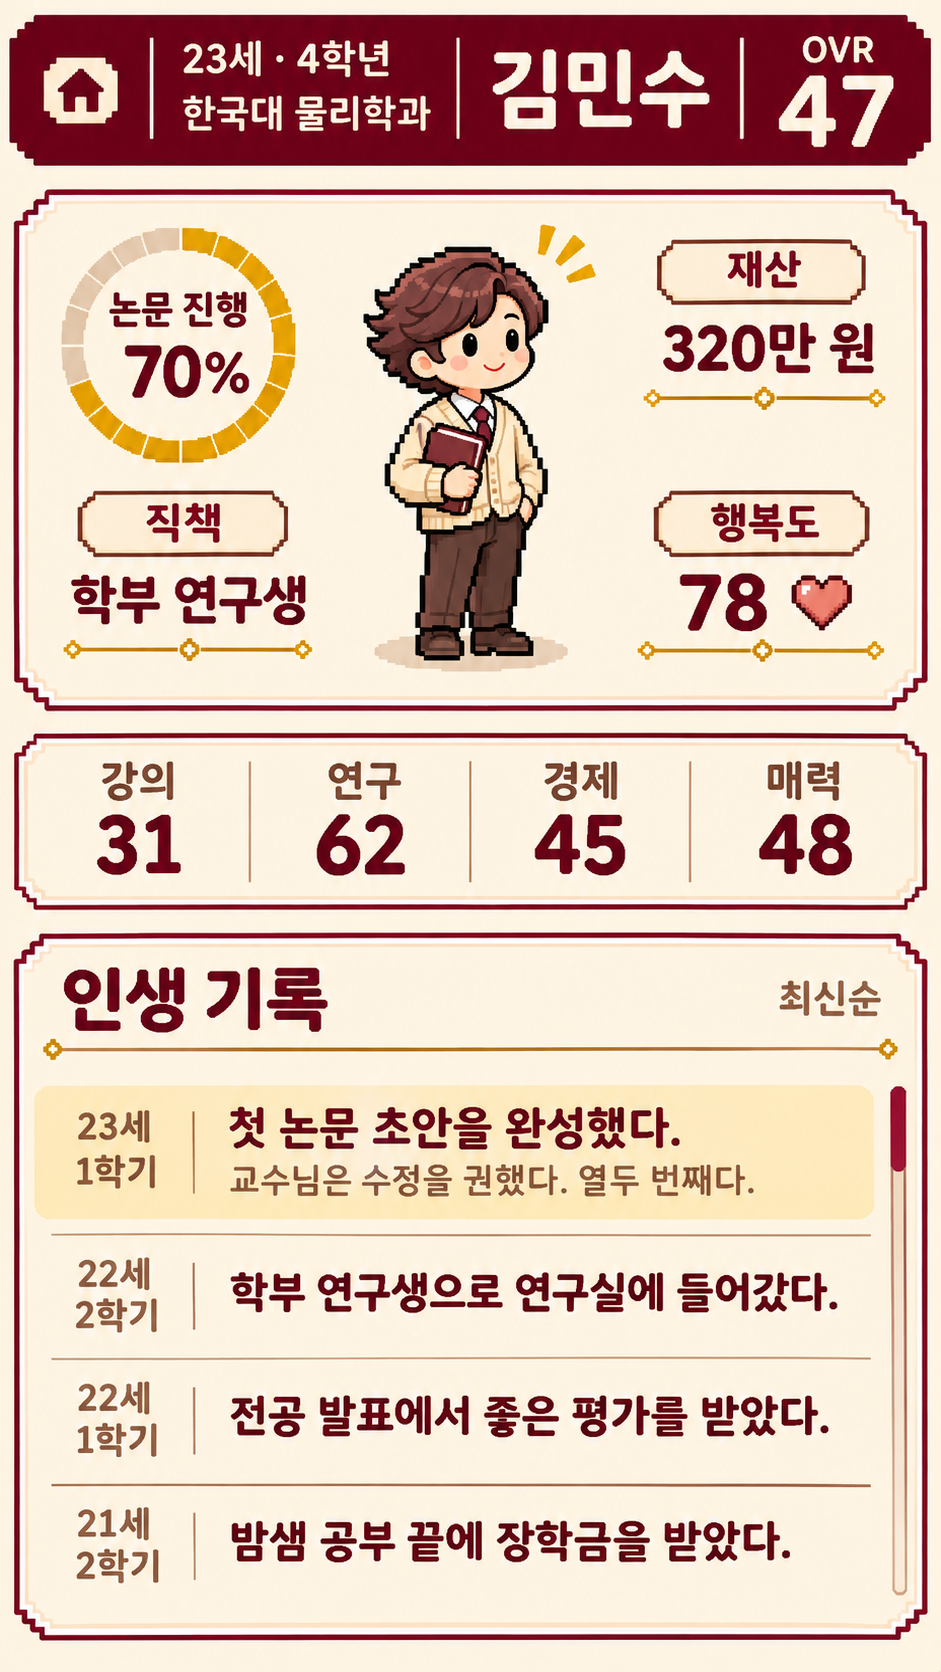 23세 · 4학년
한국대 물리학과
김민수
OVR
47
논문 진행
70%
재산
320만 원
직책
학부 연구생
행복도
78
강의
31
연구
62
경제
45
매력
48
인생 기록
최신순
23세
1학기
첫 논문 초안을 완성했다.
교수님은 수정을 권했다. 열두 번째다.
22세
2학기
학부 연구생으로 연구실에 들어갔다.
22세
1학기
전공 발표에서 좋은 평가를 받았다.
21세
2학기
밤샘 공부 끝에 장학금을 받았다.